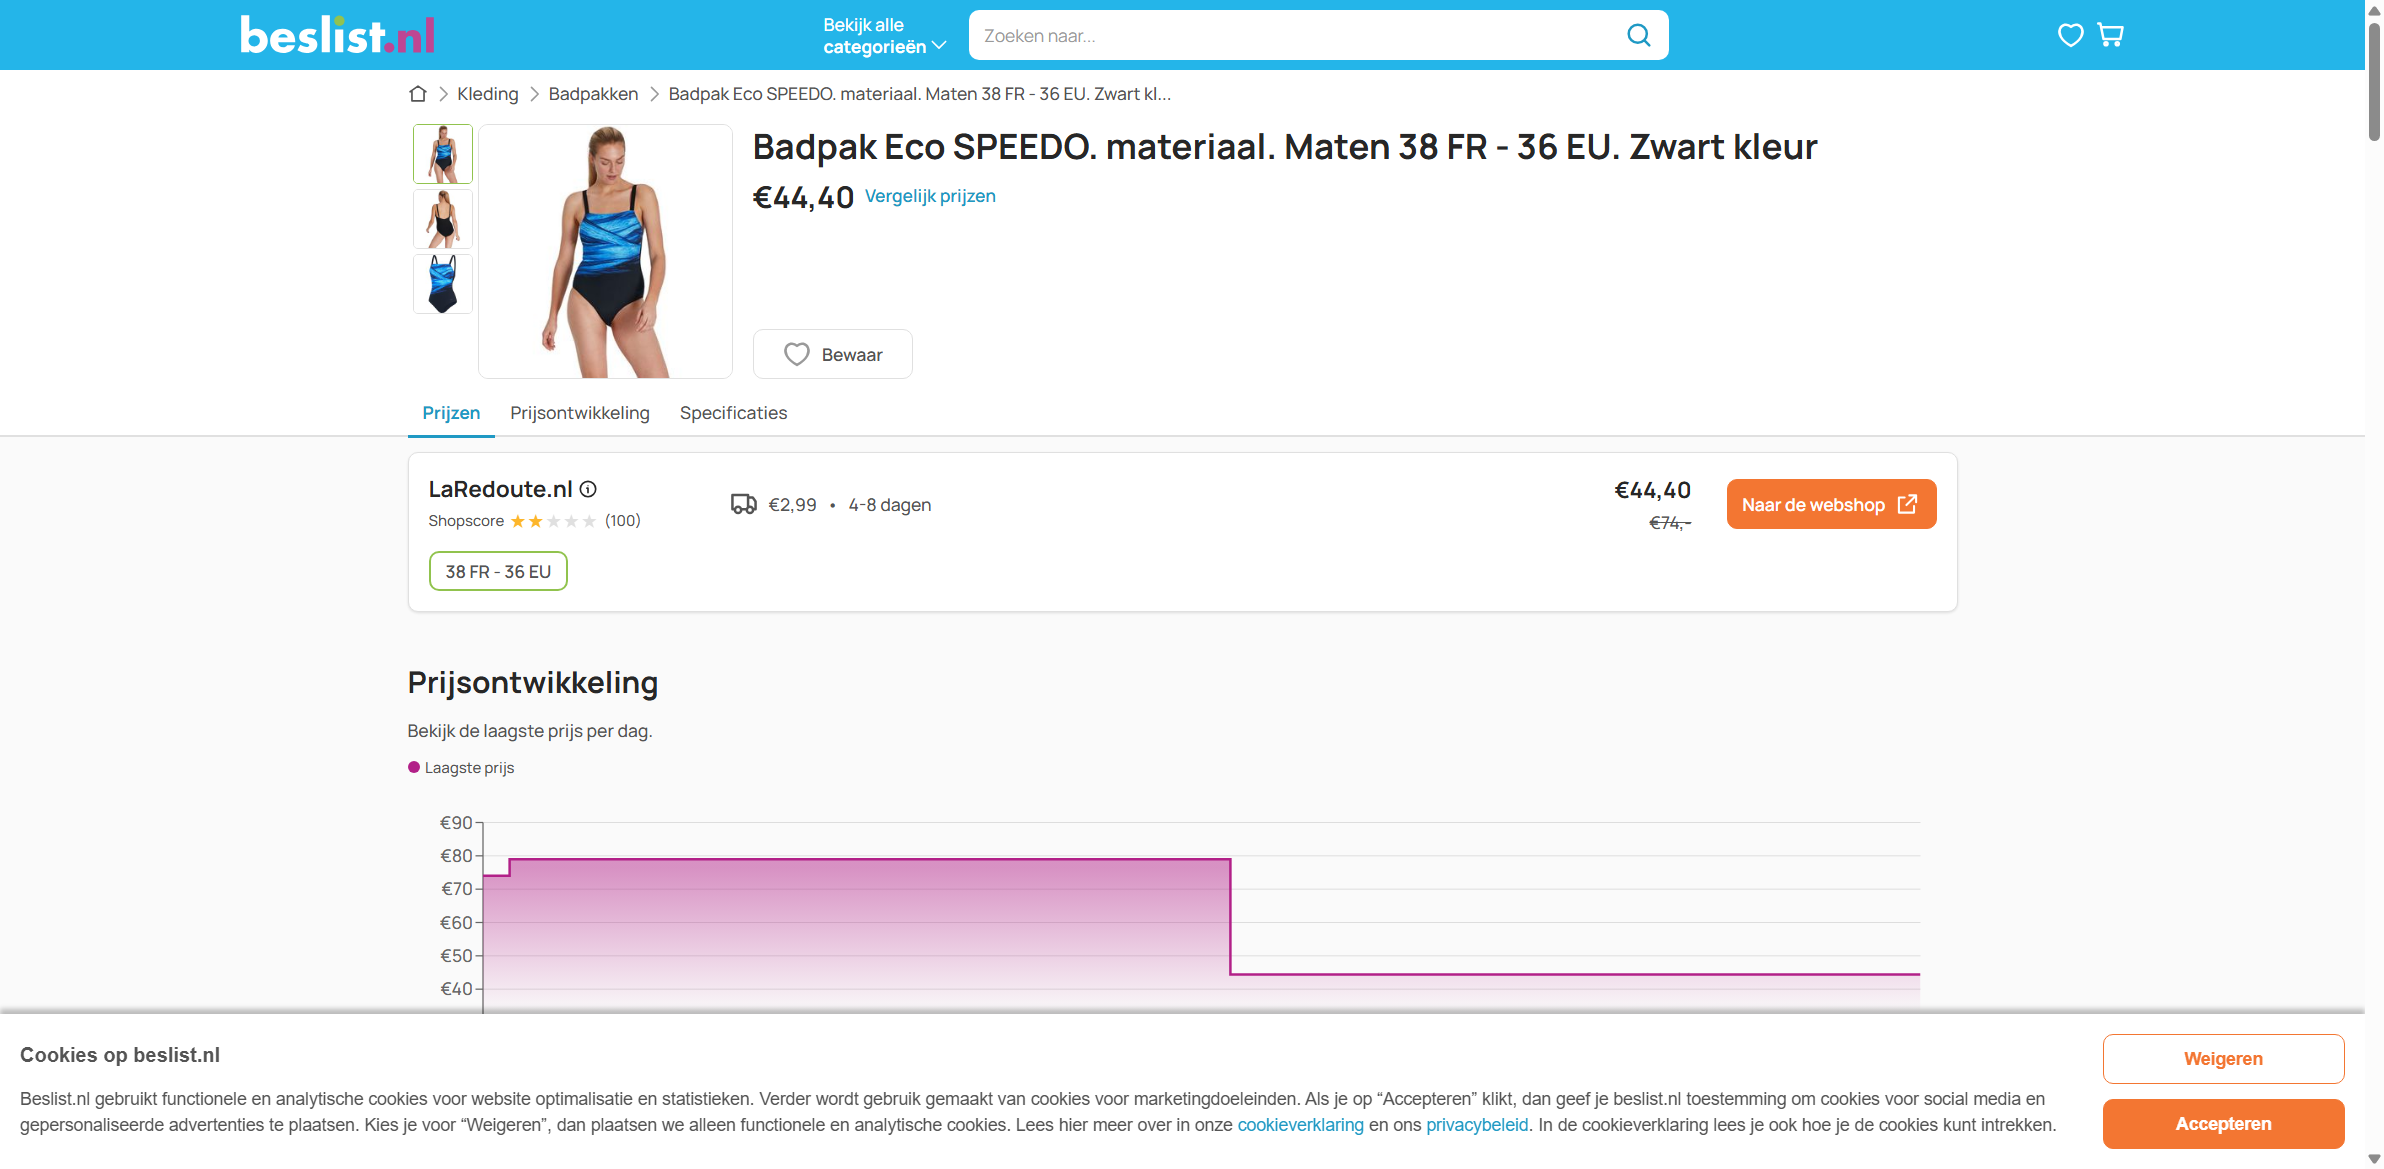 beslist.nl
Bekijk alle
categorieën
Zoeken naar...
Kleding
Badpakken
Badpak Eco SPEEDO. materiaal. Maten 38 FR - 36 EU. Zwart kl...
Badpak Eco SPEEDO. materiaal. Maten 38 FR - 36 EU. Zwart kleur
€44,40 Vergelijk prijzen
Bewaar
Prijzen
Prijsontwikkeling
Specificaties
LaRedoute.nl
Shopscore (100)
€2,99 • 4-8 dagen
€44,40
€74,-
Naar de webshop
38 FR - 36 EU
Prijsontwikkeling
Bekijk de laagste prijs per dag.
Laagste prijs
€90
€80
€70
€60
€50
€40
Cookies op beslist.nl
Beslist.nl gebruikt functionele en analytische cookies voor website optimalisatie en statistieken. Verder wordt gebruik gemaakt van cookies voor marketingdoeleinden. Als je op “Accepteren” klikt, dan geef je beslist.nl toestemming om cookies voor social media en
gepersonaliseerde advertenties te plaatsen. Kies je voor “Weigeren”, dan plaatsen we alleen functionele en analytische cookies. Lees hier meer over in onze cookieverklaring en ons privacybeleid. In de cookieverklaring lees je ook hoe je de cookies kunt intrekken.
Weigeren
Accepteren